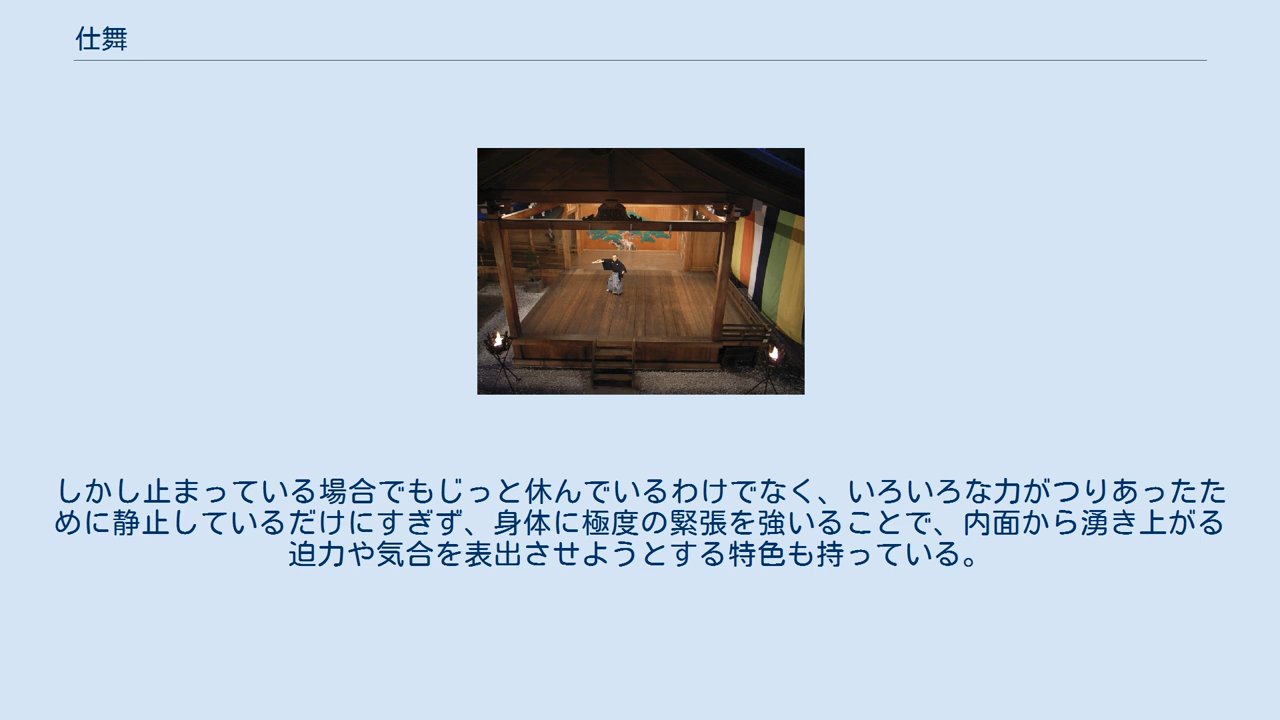 仕舞
しかし止まっている場合でもじっと休んでいるわけでなく、いろいろな力がつりあったた
めに静止しているだけにすぎず、身体に極度の緊張を強いることで、内面から湧き上がる
迫力や気合を表出させようとする特色も持っている。